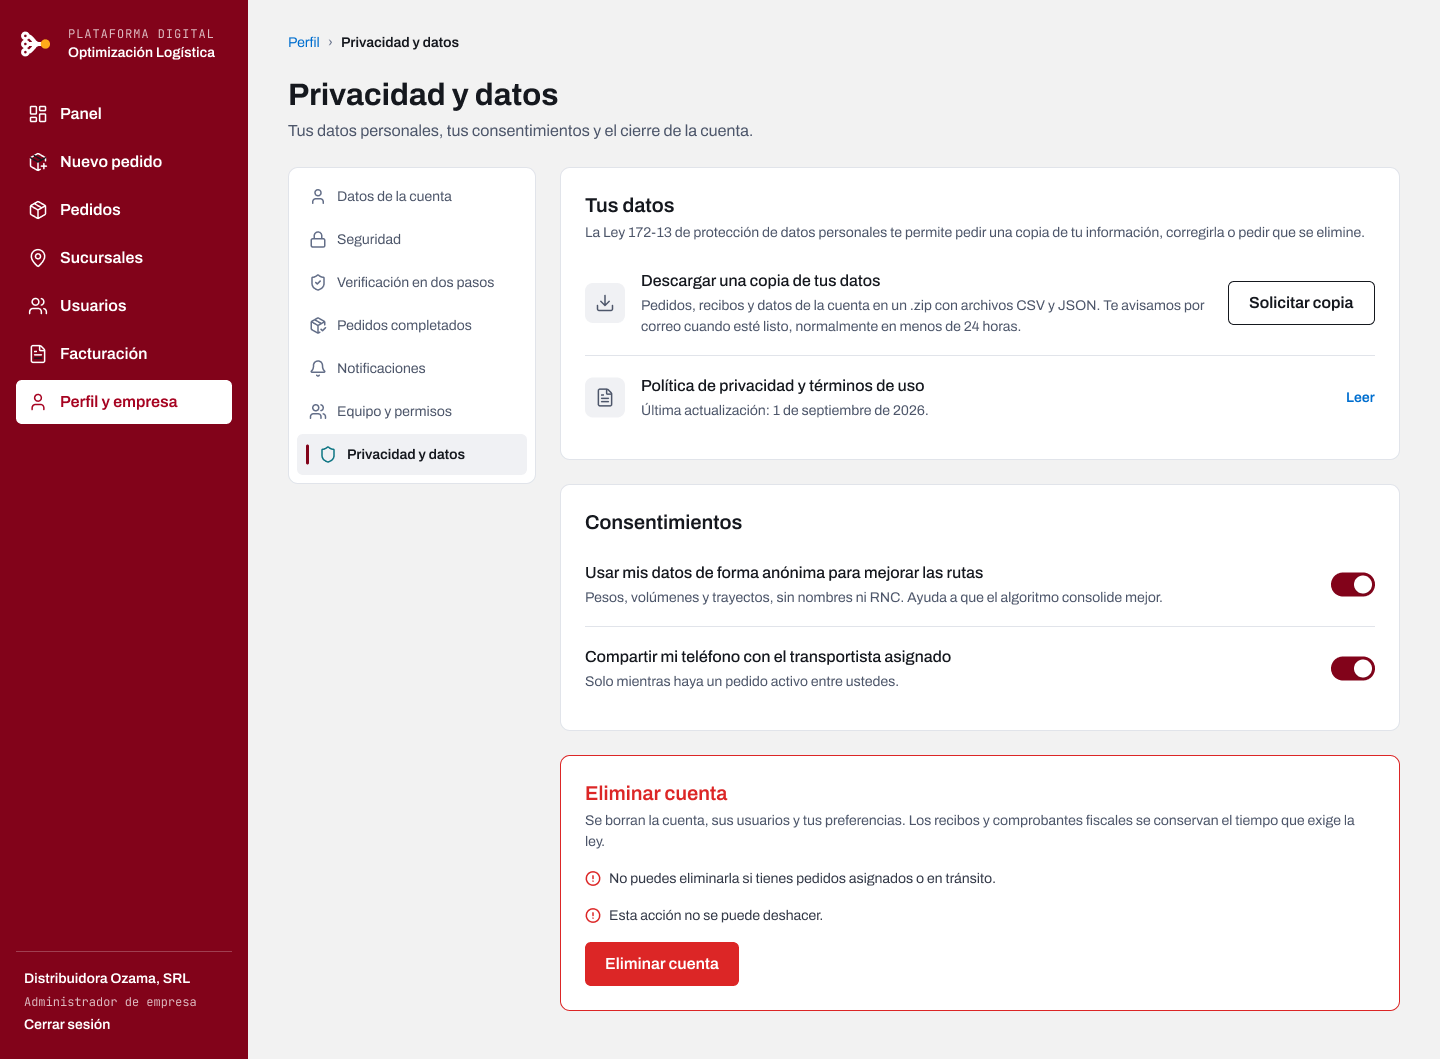 PLATAFORMA DIGITAL
Optimización Logística
Panel
Nuevo pedido
Pedidos
Sucursales
Usuarios
Facturación
Perfil y empresa
Distribuidora Ozama, SRL
Administrador de empresa
Cerrar sesión
Perfil › Privacidad y datos
Privacidad y datos
Tus datos personales, tus consentimientos y el cierre de la cuenta.
Datos de la cuenta
Seguridad
Verificación en dos pasos
Pedidos completados
Notificaciones
Equipo y permisos
Privacidad y datos
Tus datos
La Ley 172-13 de protección de datos personales te permite pedir una copia de tu información, corregirla o pedir que se elimine.
Descargar una copia de tus datos
Pedidos, recibos y datos de la cuenta en un .zip con archivos CSV y JSON. Te avisamos por
correo cuando esté listo, normalmente en menos de 24 horas.
Solicitar copia
Política de privacidad y términos de uso
Última actualización: 1 de septiembre de 2026.
Leer
Consentimientos
Usar mis datos de forma anónima para mejorar las rutas
Pesos, volúmenes y trayectos, sin nombres ni RNC. Ayuda a que el algoritmo consolide mejor.
Compartir mi teléfono con el transportista asignado
Solo mientras haya un pedido activo entre ustedes.
Eliminar cuenta
Se borran la cuenta, sus usuarios y tus preferencias. Los recibos y comprobantes fiscales se conservan el tiempo que exige la
ley.
No puedes eliminarla si tienes pedidos asignados o en tránsito.
Esta acción no se puede deshacer.
Eliminar cuenta